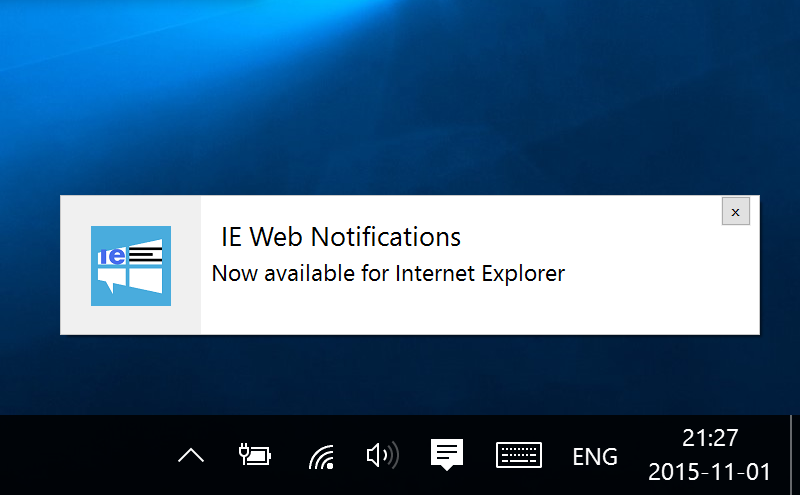 x
IE Web Notifications
IE
Now available for Internet Explorer
ENG
21:27
2015-11-01